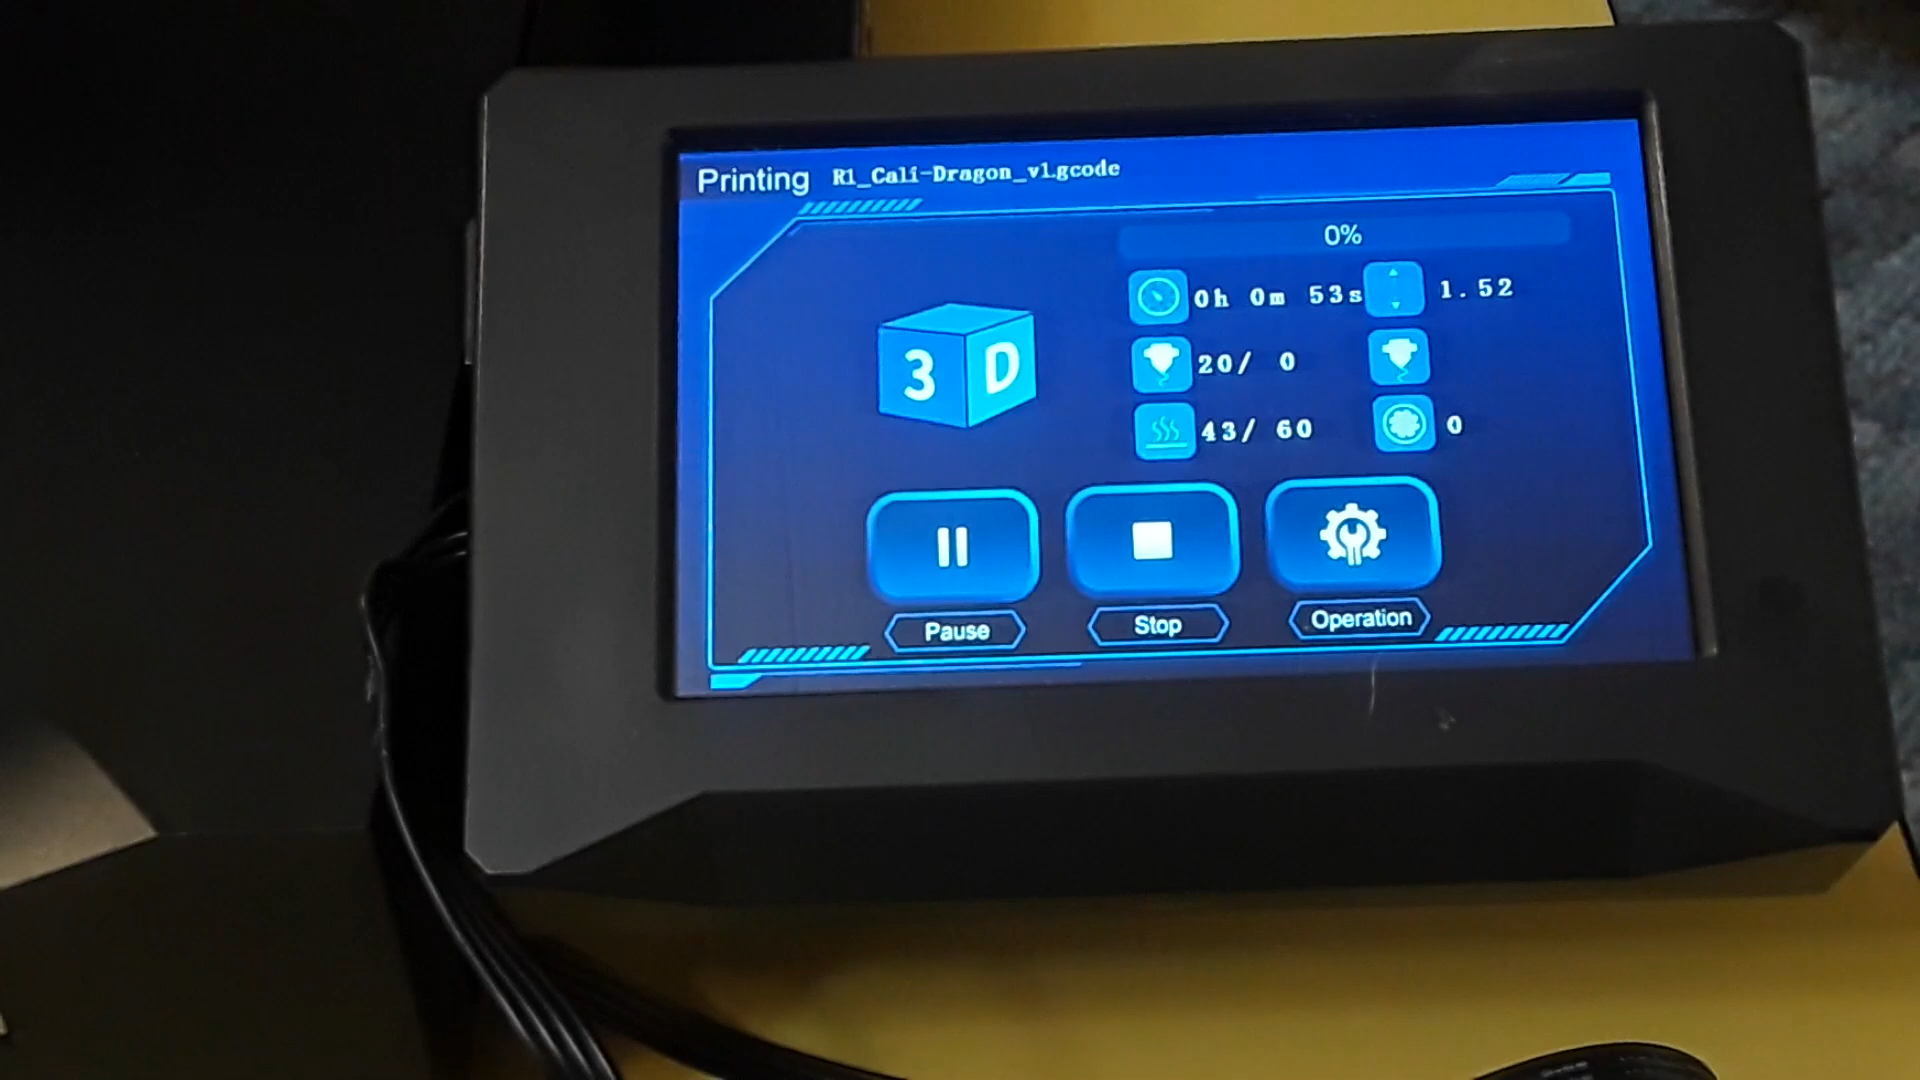 Printing R1_Cali-Dragon_v1.gcode
0%
0h 0m 53s 1.52
3 D
20/ 0
43/ 60 0
Pause Stop Operation